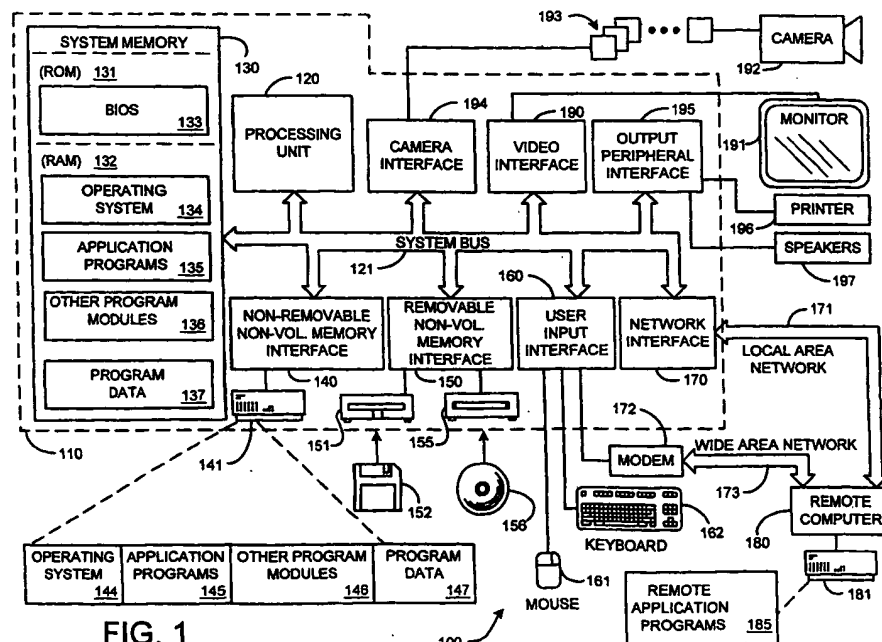 SYSTEM MEMORY
130
(ROM) 131
BIOS
133
(RAM) 132
OPERATING
SYSTEM
134
APPLICATION
PROGRAMS
135
OTHER PROGRAM
MODULES
136
PROGRAM
DATA
137
120
PROCESSING
UNIT
194
CAMERA
INTERFACE
190
VIDEO
INTERFACE
195
OUTPUT
PERIPHERAL
INTERFACE
193
CAMERA
192
MONITOR
191
PRINTER
196
SPEAKERS
197
SYSTEM BUS
121
NON-REMOVABLE
NON-VOL. MEMORY
INTERFACE
140
REMOVABLE
NON-VOL.
MEMORY
INTERFACE
150
160
USER
INPUT
INTERFACE
NETWORK
INTERFACE
170
171
LOCAL AREA
NETWORK
110
141
151
155
152
156
172
MODEM
WIDE AREA NETWORK
173
REMOTE
COMPUTER
180
181
KEYBOARD
162
MOUSE
161
OPERATING
SYSTEM
144
APPLICATION
PROGRAMS
145
OTHER PROGRAM
MODULES
146
PROGRAM
DATA
147
REMOTE
APPLICATION
PROGRAMS
185
FIG. 1
100